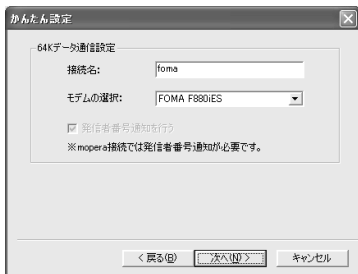 かんたん設定
64Kデータ通信設定
接続名: foma
モデムの選択: FOMA F880iES
発信者番号通知を行う
※mopera接続では発信者番号通知が必要です。
< 戻る(B) 次へ(N) > キャンセル